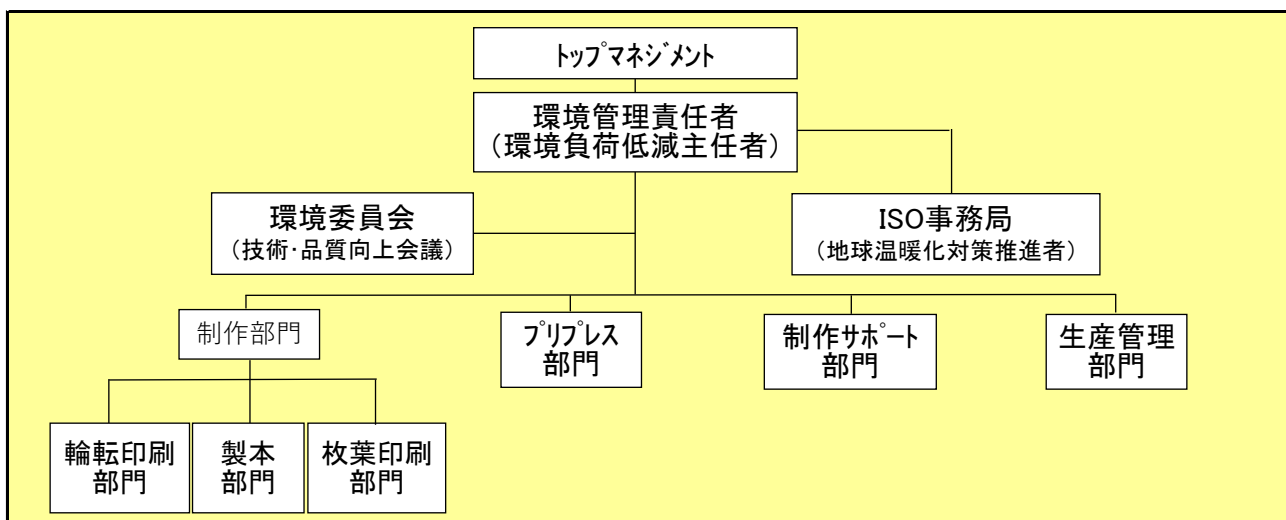 ﾄｯﾌﾟﾏﾈｼﾞﾒﾝﾄ
環境管理責任者
（環境負荷低減主任者）
環境委員会
（技術･品質向上会議）
ISO事務局
（地球温暖化対策推進者）
制作部門
ﾌﾟﾘﾌﾟﾚｽ
部門
制作ｻﾎﾟｰﾄ
部門
生産管理
部門
輪転印刷
部門
製本
部門
枚葉印刷
部門